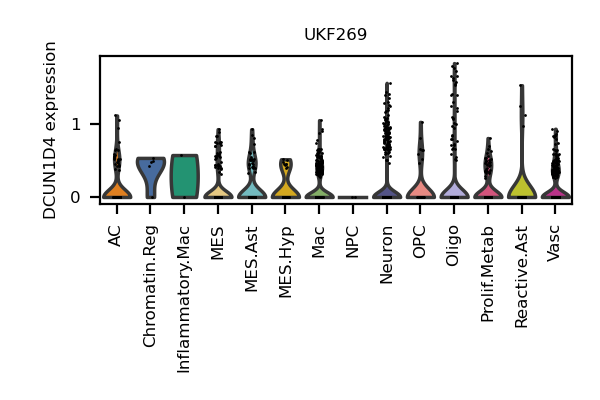 UKF269
DCUN1D4 expression
1
0
AC
Chromatin.Reg
Inflammatory.Mac
MES
MES.Ast
MES.Hyp
Mac
NPC
Neuron
OPC
Oligo
Prolif.Metab
Reactive.Ast
Vasc